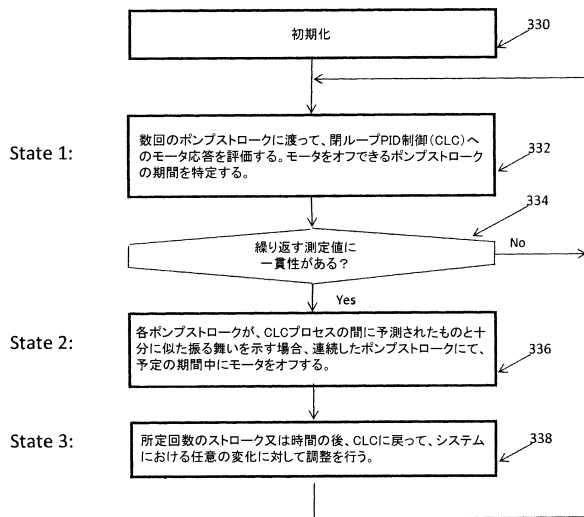 初期化
330
State 1:
数回のポンプストロークに渡って、閉ループPID制御(CLC)へ
のモータ応答を評価する。モータをオフできるポンプストローク
の期間を特定する。
332
334
繰り返す測定値に
一貫性がある?
No
Yes
State 2:
各ポンプストロークが、CLCプロセスの間に予測されたものと十
分に似た振る舞いを示す場合、連続したポンプストロークにて、
予定の期間中にモータをオフする。
336
State 3:
所定回数のストローク又は時間の後、CLCに戻って、システム
における任意の変化に対して調整を行う。
338